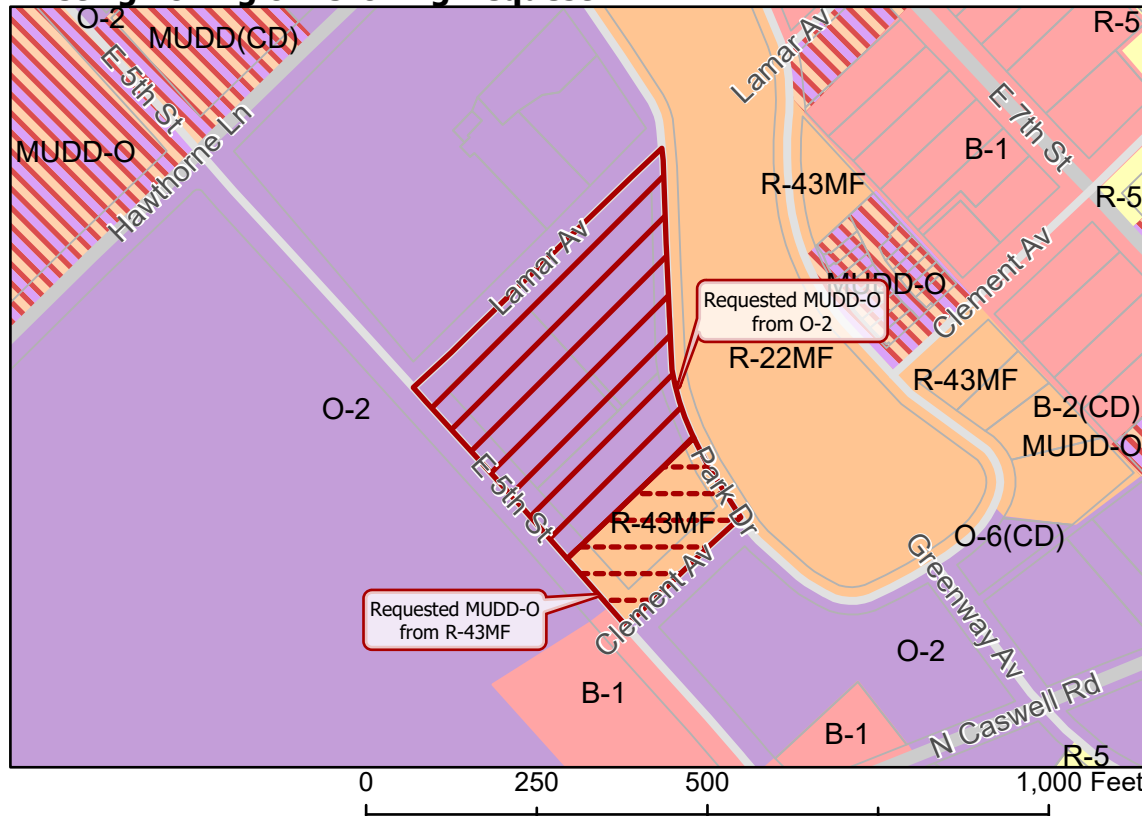 O-2
MUDD(CD)
Lamar Av
R-5
E 5th St
E 7th St
MUDD-O
Hawthorne Ln
B-1
R-43MF
R-5
Lamar Av
MUDD-O
Clement Av
Requested MUDD-O
from O-2
R-22MF
R-43MF
O-2
B-2(CD)
MUDD-O
E 5th St
Park Dr
R-43MF
O-6(CD)
Greenway Av
Requested MUDD-O
from R-43MF
Clement Av
O-2
B-1
B-1
N Caswell Rd
R-5
0 250 500 1,000 Feet